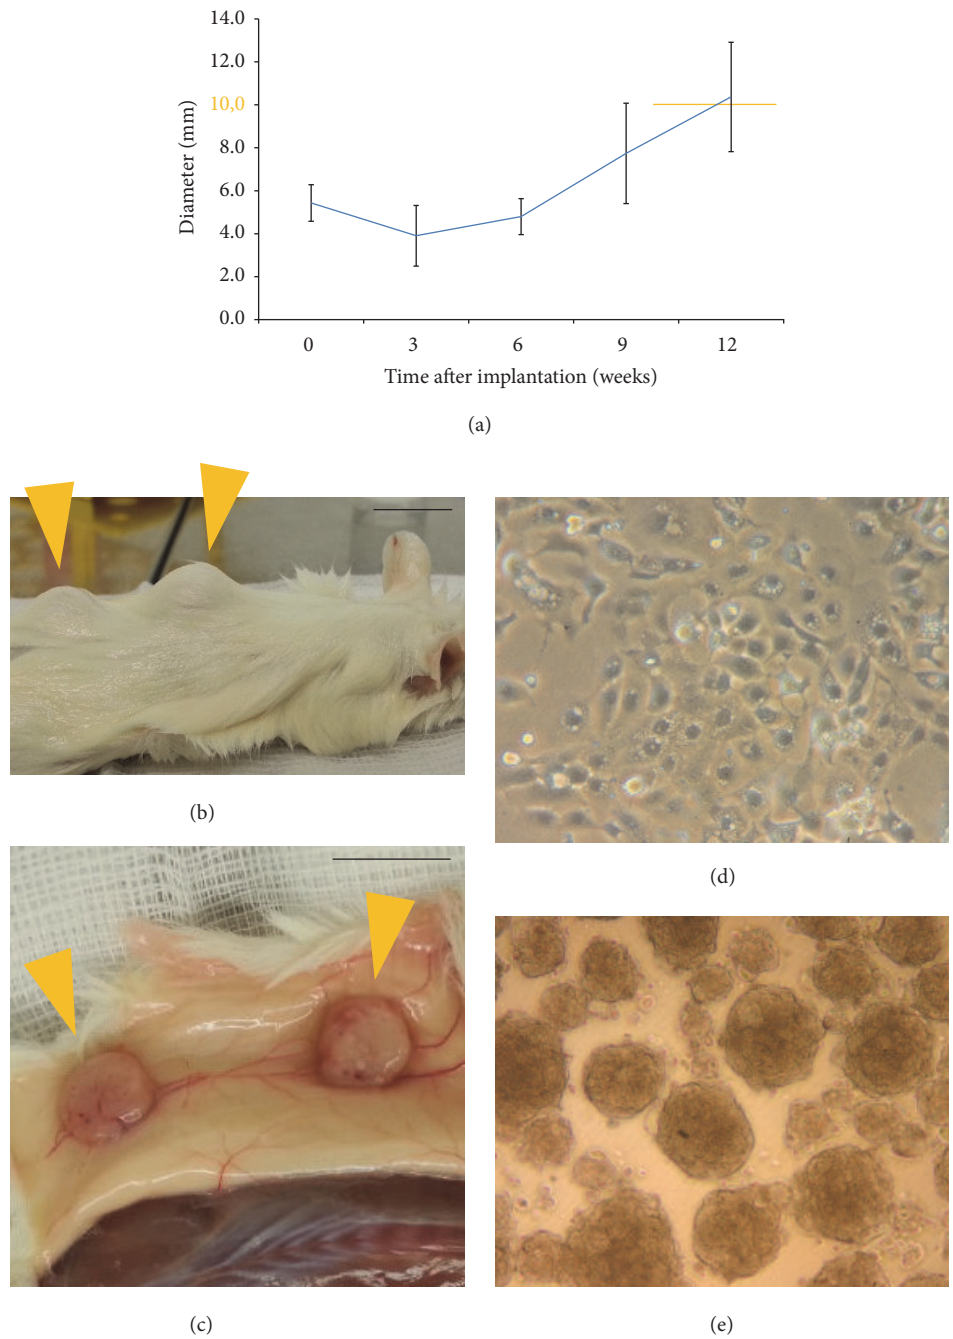 14.0
12.0
10,0
8.0
6.0
4.0
2.0
0.0
Diameter (mm)
0 3 6 9 12
Time after implantation (weeks)
(a)
(b)
(d)
(c)
(e)